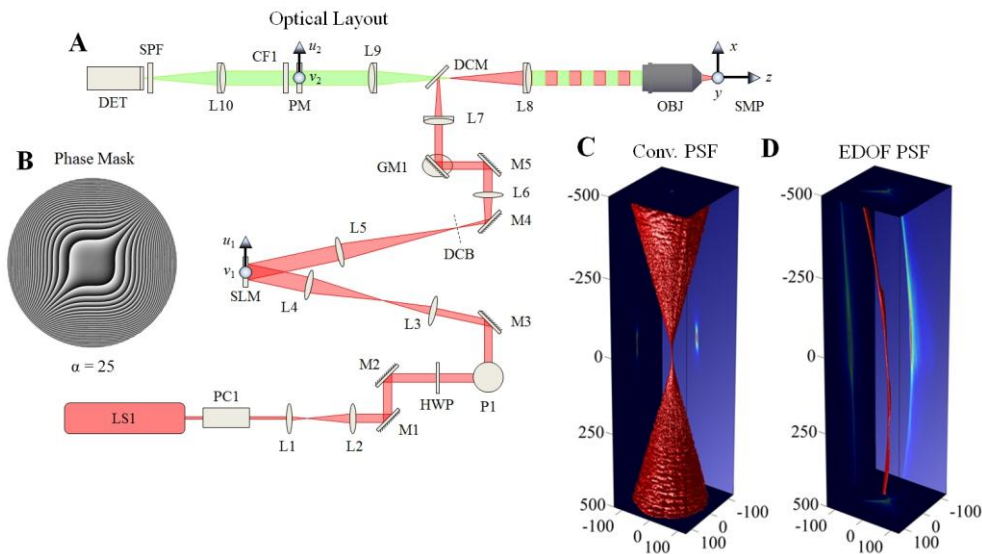 Optical Layout
A
SPF
CF1
u2
L9
DCM
x
v2
z
DET
L10
PM
L8
OBJ
y
SMP
L7
B
Phase Mask
GM1
M5
L6
M4
C
Conv. PSF
D
EDOF PSF
L5
u1
v1
SLM
DCB
L4
L3
M3
α = 25
M2
HWP
P1
PC1
LS1
L1
L2
M1
-500
-250
0
250
500
-100
0
100
100
0
-100
-500
-250
0
250
500
-100
0
100
100
0
-100